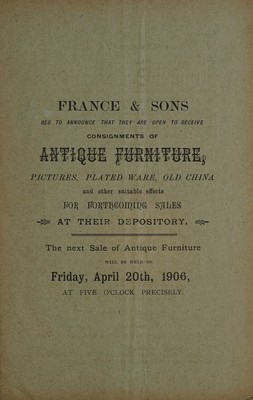 FRANCE & SONS
BEG TO ANNOUNCE THAT THEY ARE OPEN TO RECEIVE
CONSIGNMENTS OF
ANTIQUE FURNITURE,
PICTURES, PLATED WARE, OLD CHINA
and other suitable effects
FOR FORTHCOMING SALES
AT THEIR DEPOSITORY.
The next Sale of Antique Furniture
WILL BE HELD ON
Friday, April 20th, 1906,
AT FIVE O'CLOCK PRECISELY.